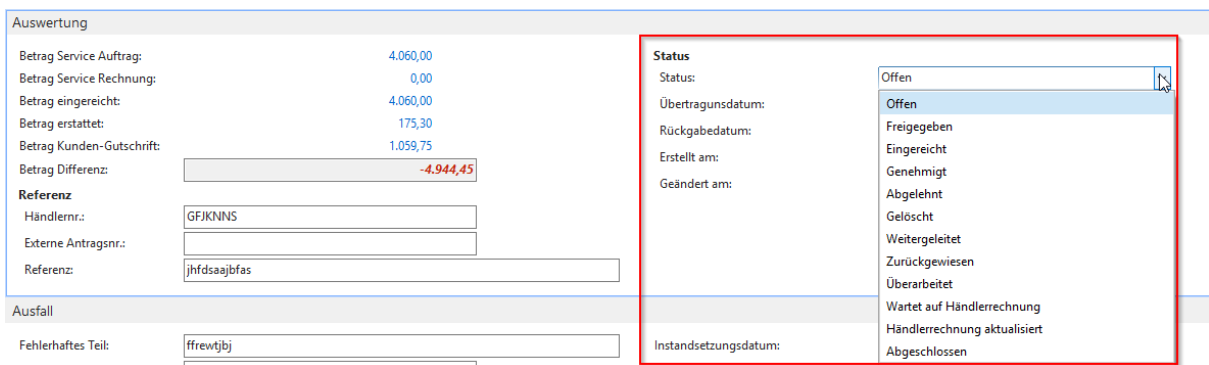 Auswertung
Betrag Service Auftrag: 4.060,00
Betrag Service Rechnung: 0,00
Betrag eingereicht: 4.060,00
Betrag erstattet: 175,30
Betrag Kunden-Gutschrift: 1.059,75
Betrag Differenz: -4.944,45
Referenz
Händlernr.: GFJKNNS
Externe Antragsnr.:
Referenz: jhfdsaajbfas
Status
Status: Offen
Übertragunsdatum:
Rückgabedatum:
Erstellt am:
Geändert am:
Offen
Freigegeben
Eingereicht
Genehmigt
Abgelehnt
Gelöscht
Weitergeleitet
Zurückgewiesen
Überarbeitet
Wartet auf Händlerrechnung
Händlerrechnung aktualisiert
Abgeschlossen
Ausfall
Fehlerhaftes Teil: ffrewtjbj
Instandsetzungsdatum: